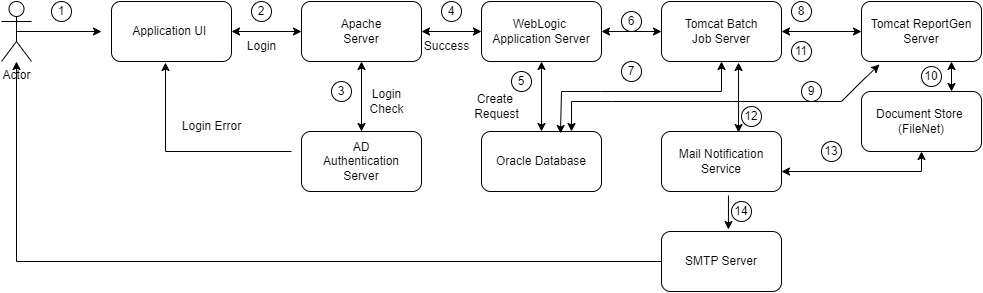 1
2
4
6
8
Application UI
Apache
Server
WebLogic
Application Server
Tomcat Batch
Job Server
Tomcat ReportGen
Server
Login
Success
11
Actor
3
5
7
10
Login
Check
9
Create
Request
12
Document Store
(FileNet)
Login Error
AD
Authentication
Server
Oracle Database
Mail Notification
Service
13
14
SMTP Server